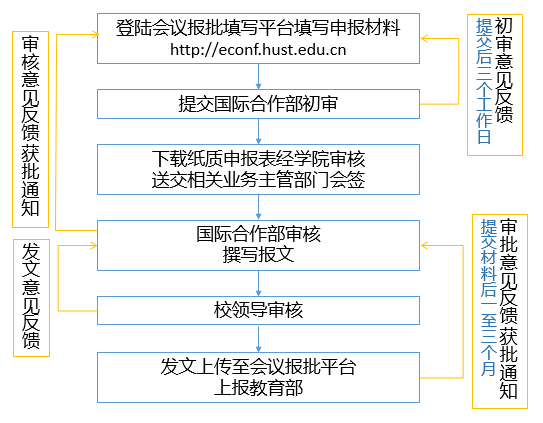 登陆会议报批填写平台填写申报材料
http://econf.hust.edu.cn
提交国际合作部初审
下载纸质申报表经学院审核
送交相关业务主管部门会签
国际合作部审核
撰写报文
校领导审核
发文上传至会议报批平台
上报教育部
审核意见反馈 获批通知
发文意见反馈
初审意见反馈
提交后三个工作日
审批意见反馈 获批通知
提交材料后一至三个月